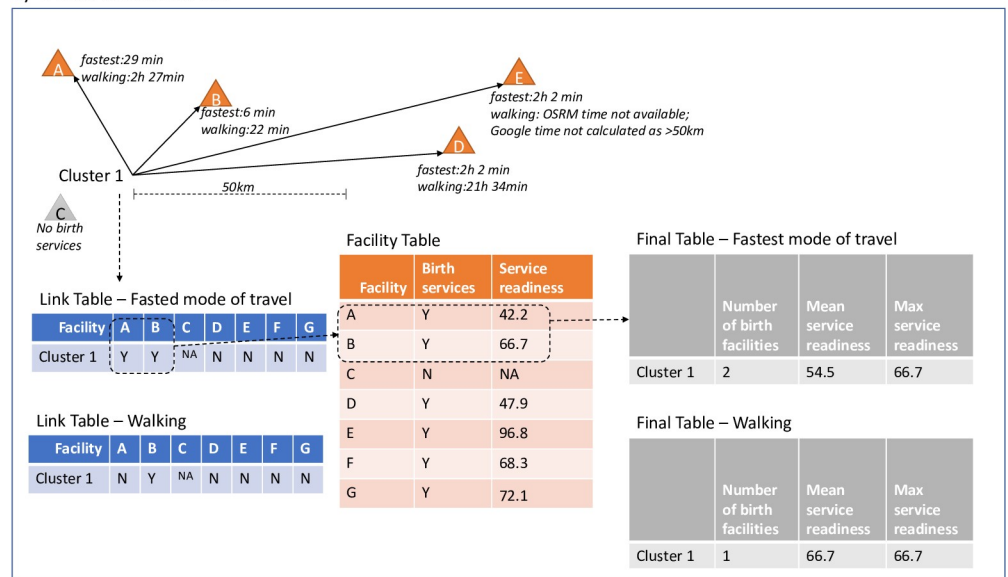 A
fastest:29 min
walking:2h 27min
B
fastest:6 min
walking:22 min
E
fastest:2h 2 min
walking: OSRM time not available;
Google time not calculated as >50km
D
fastest:2h 2 min
walking:21h 34min
Cluster 1
50km
C
No birth
services
Link Table – Fasted mode of travel
Facility A B C D E F G
Cluster 1 Y Y NA N N N N
Link Table – Walking
Facility A B C D E F G
Cluster 1 N Y NA N N N N
Facility Table
Facility Birth services Service readiness
A Y 42.2
B Y 66.7
C N NA
D Y 47.9
E Y 96.8
F Y 68.3
G Y 72.1
Final Table – Fastest mode of travel
Number of birth facilities Mean service readiness Max service readiness
Cluster 1 2 54.5 66.7
Final Table – Walking
Number of birth facilities Mean service readiness Max service readiness
Cluster 1 1 66.7 66.7